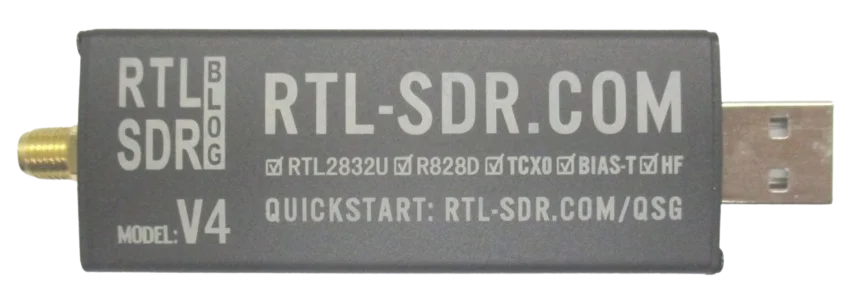 RTL
SDR
BLOG
MODEL: V4
RTL-SDR.COM
☑ RTL2832U ☑ R828D ☑ TCXO ☑ BIAS-T ☑ HF
QUICKSTART: RTL-SDR.COM/QSG